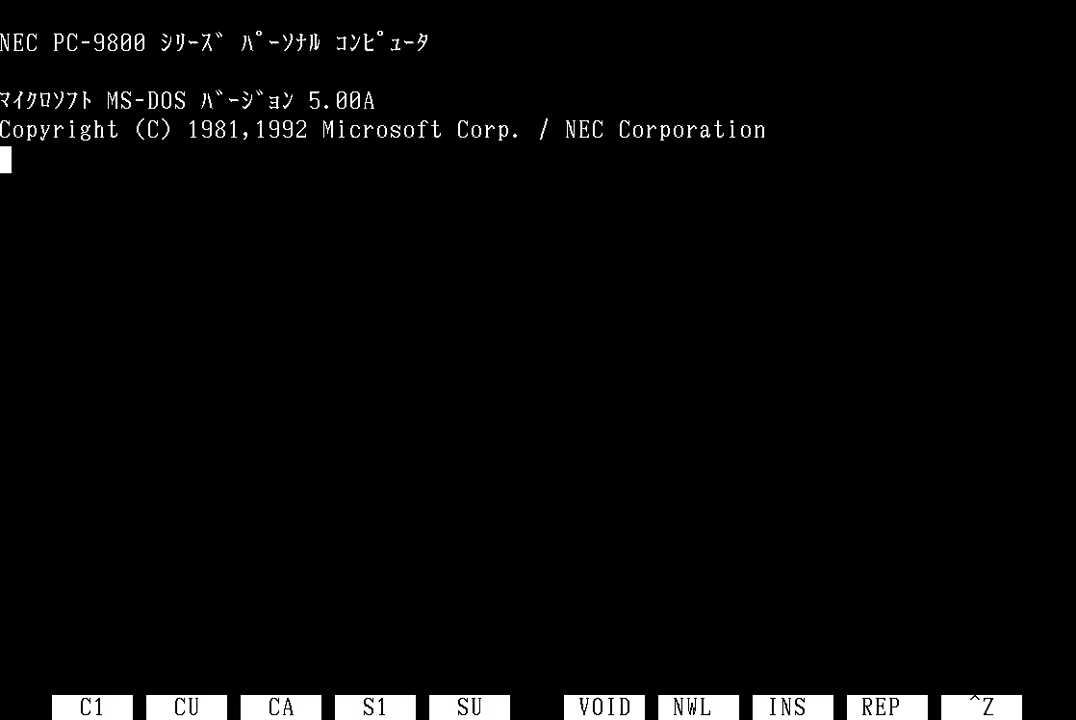 NEC PC-9800 ｼﾘｰｽﾞ ﾊﾟｰｿﾅﾙ ｺﾝﾋﾟｭｰﾀ
ﾏｲｸﾛｿﾌﾄ MS-DOS ﾊﾞｰｼﾞｮﾝ 5.00A
Copyright (C) 1981,1992 Microsoft Corp. / NEC Corporation
C1 CU CA S1 SU VOID NWL INS REP ^Z